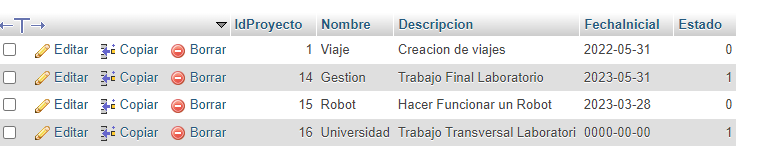 IdProyecto Nombre Descripcion FechaInicial Estado
Editar Copiar Borrar 1 Viaje Creacion de viajes 2022-05-31 0
Editar Copiar Borrar 14 Gestion Trabajo Final Laboratorio 2023-05-31 1
Editar Copiar Borrar 15 Robot Hacer Funcionar un Robot 2023-03-28 0
Editar Copiar Borrar 16 Universidad Trabajo Transversal Laboratori 0000-00-00 1